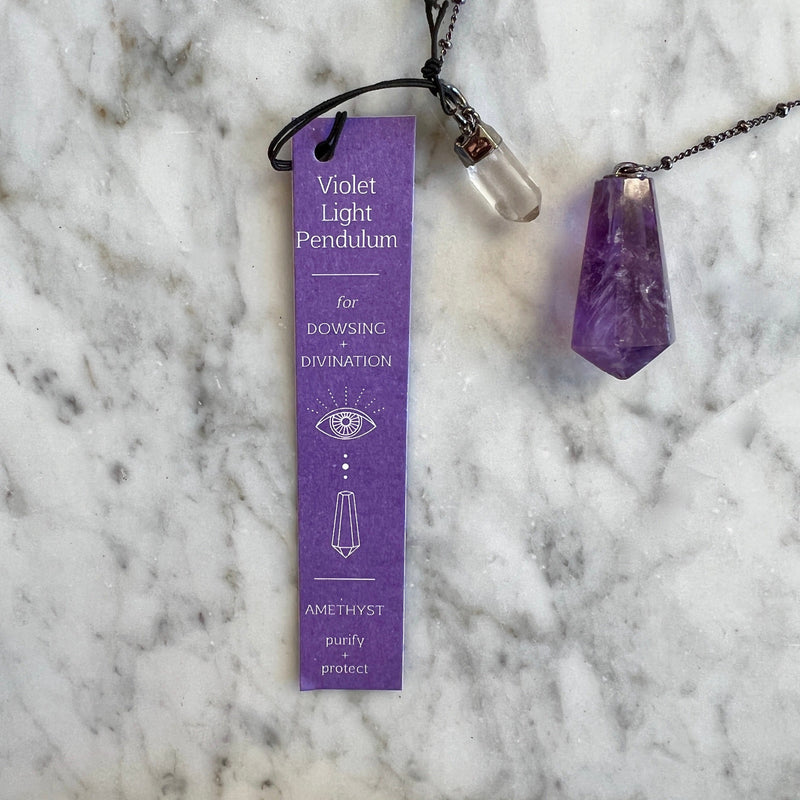 Violet
Light
Pendulum
for
DOWSING
+
DIVINATION
AMETHYST
purify
+
protect